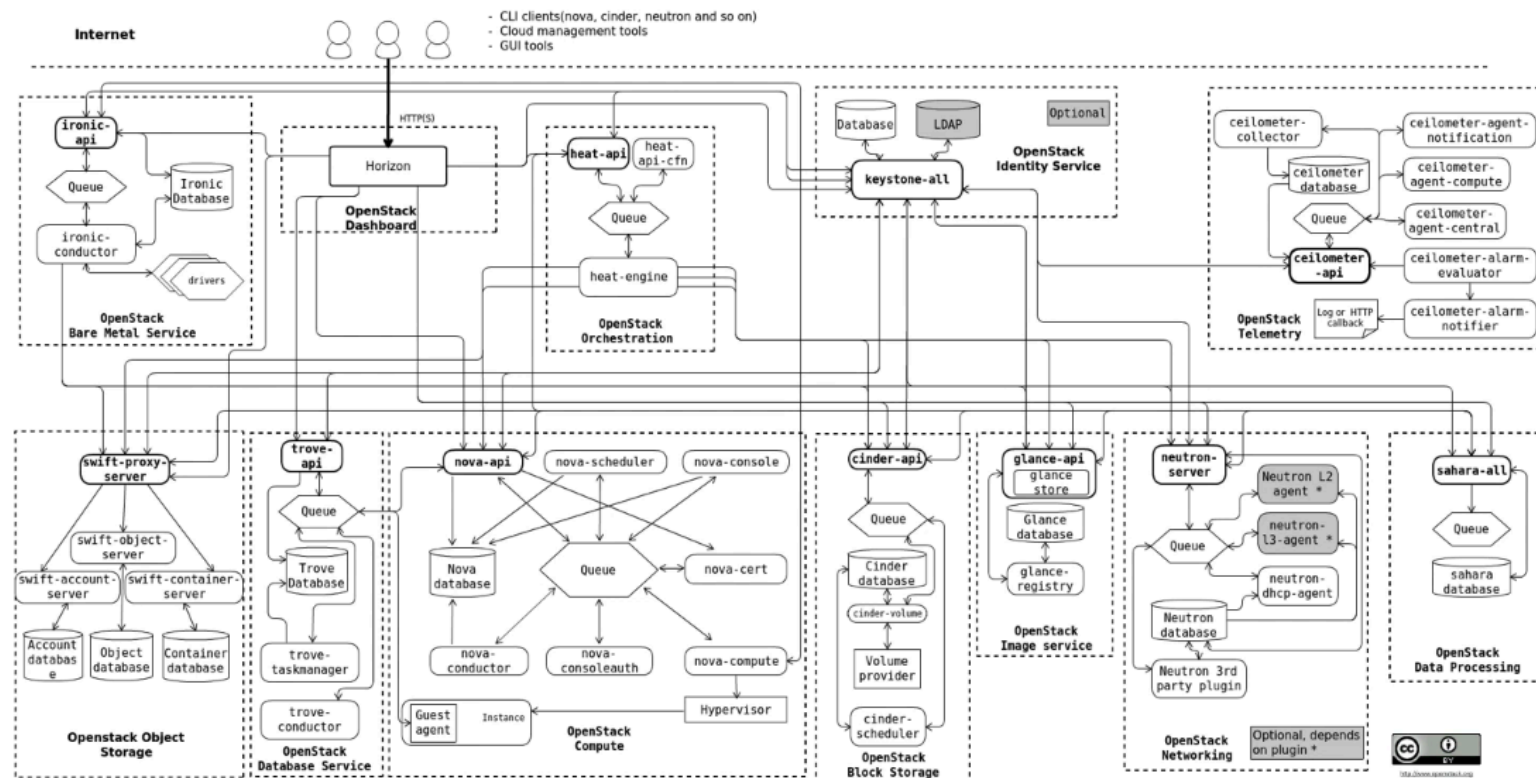 Internet
- CLI clients(nova, cinder, neutron and so on)
- Cloud management tools
- GUI tools
HTTP(S)
ironic-
api
Queue
Ironic
Database
ironic-
conductor
drivers
OpenStack
Bare Metal Service
Horizon
OpenStack
Dashboard
heat-api
heat-
api-cfn
Queue
heat-engine
OpenStack
Orchestration
Database
LDAP
Optional
keystone-all
OpenStack
Identity Service
ceilometer-
collector
ceilometer-agent-
notification
ceilometer
database
ceilometer-
agent-compute
Queue
ceilometer-
agent-central
ceilometer
-api
ceilometer-alarm-
evaluator
Log or HTTP
callback
ceilometer-alarm-
notifier
OpenStack
Telemetry
swift-proxy-
server
swift-object-
server
swift-account-
server
swift-container-
server
Account
databas
e
Object
database
Container
database
Openstack Object
Storage
trove-
api
Queue
Trove
Database
trove-
taskmanager
trove-
conductor
OpenStack
Database Service
nova-api
nova-scheduler
nova-console
Nova
database
Queue
nova-cert
nova-
conductor
nova-
consoleauth
nova-compute
Guest
agent
Instance
Hypervisor
OpenStack
Compute
cinder-api
Queue
Cinder
database
cinder-volume
Volume
provider
cinder-
scheduler
OpenStack
Block Storage
glance-api
glance
store
Glance
database
glance-
registry
OpenStack
Image service
neutron-
server
Neutron L2
agent *
Queue
neutron-
l3-agent *
neutron-
dhcp-agent
Neutron
database
Neutron 3rd
party plugin
OpenStack
Networking
Optional, depends
on plugin *
sahara-all
Queue
sahara
database
OpenStack
Data Processing
cc
BY
http://www.openstack.org